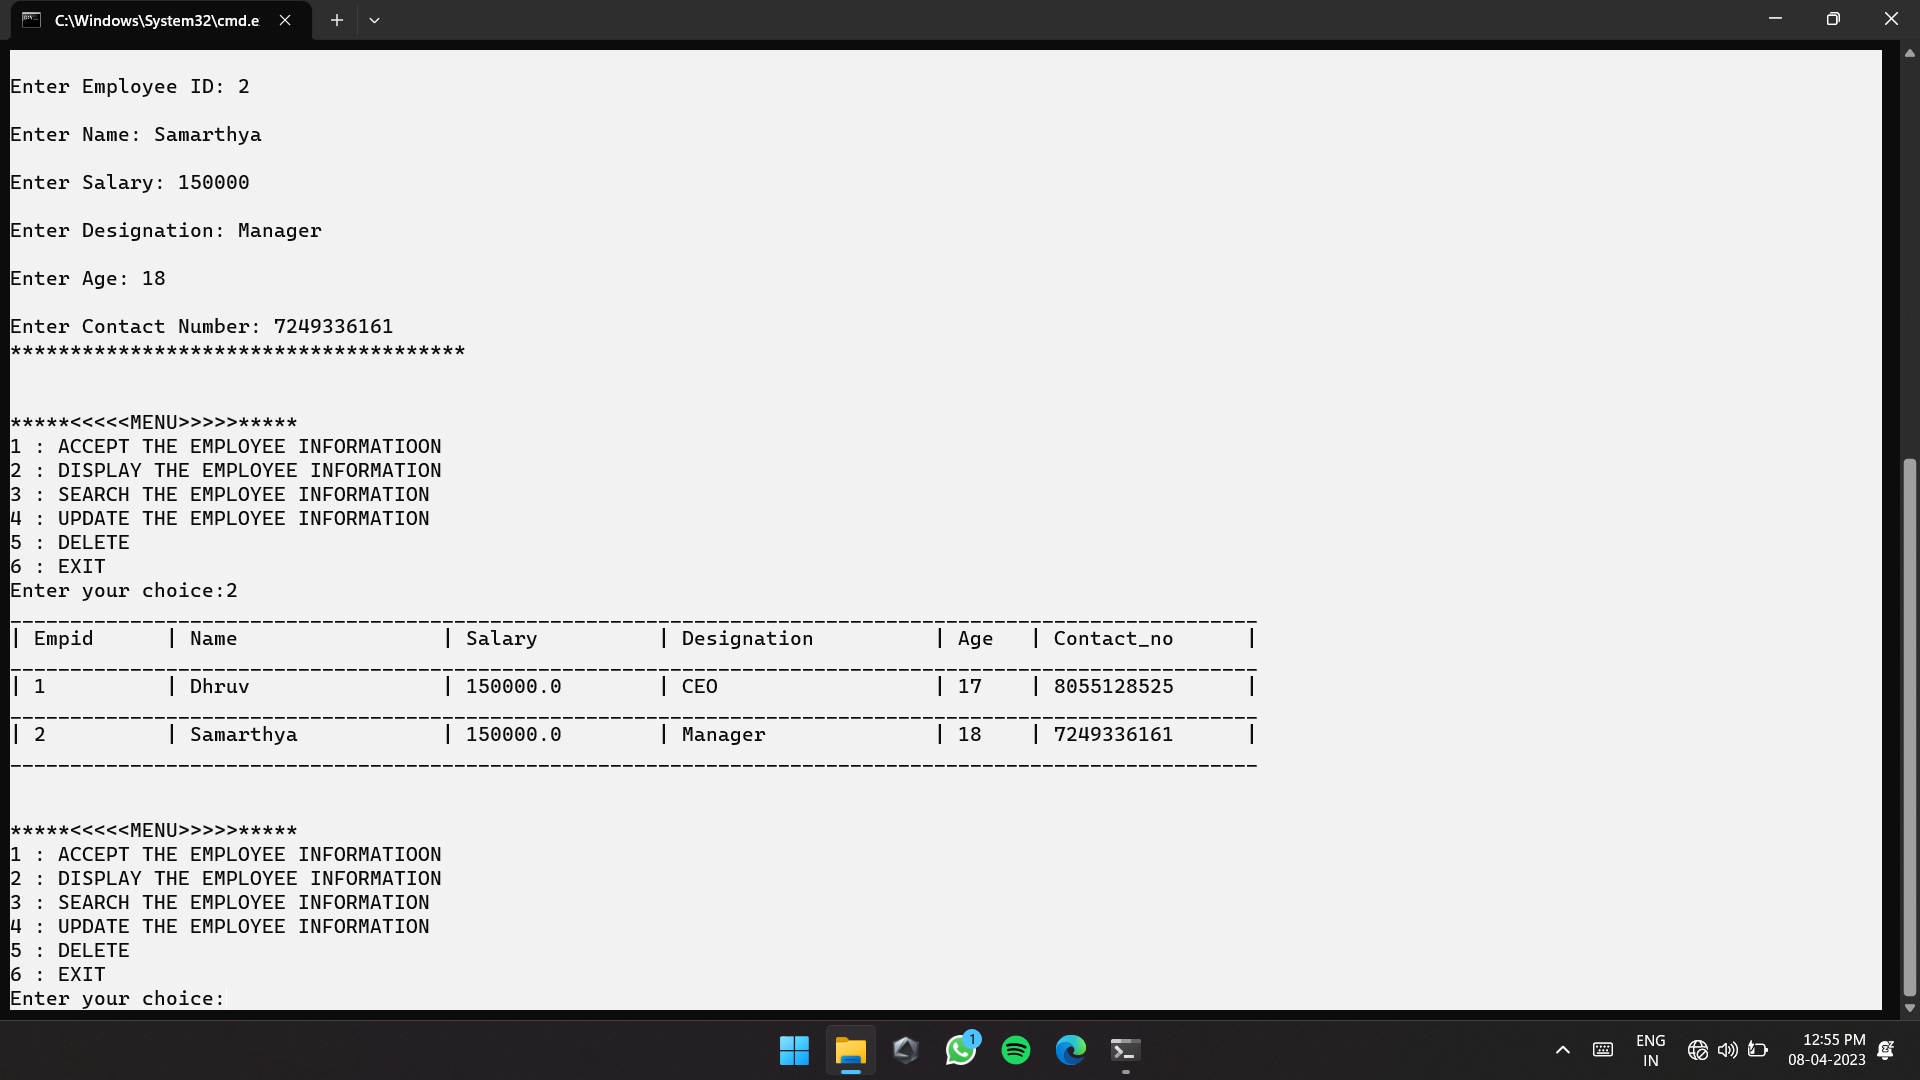 C:\Windows\System32\cmd.e
Enter Employee ID: 2
Enter Name: Samarthya
Enter Salary: 150000
Enter Designation: Manager
Enter Age: 18
Enter Contact Number: 7249336161
**************************************
*****<<<<<MENU>>>>>*****
1 : ACCEPT THE EMPLOYEE INFORMATIOON
2 : DISPLAY THE EMPLOYEE INFORMATION
3 : SEARCH THE EMPLOYEE INFORMATION
4 : UPDATE THE EMPLOYEE INFORMATION
5 : DELETE
6 : EXIT
Enter your choice:2
| Empid | Name | Salary | Designation | Age | Contact_no |
| 1 | Dhruv | 150000.0 | CEO | 17 | 8055128525 |
| 2 | Samarthya | 150000.0 | Manager | 18 | 7249336161 |
*****<<<<<MENU>>>>>*****
1 : ACCEPT THE EMPLOYEE INFORMATIOON
2 : DISPLAY THE EMPLOYEE INFORMATION
3 : SEARCH THE EMPLOYEE INFORMATION
4 : UPDATE THE EMPLOYEE INFORMATION
5 : DELETE
6 : EXIT
Enter your choice:
1
ENG
IN
12:55 PM
08-04-2023